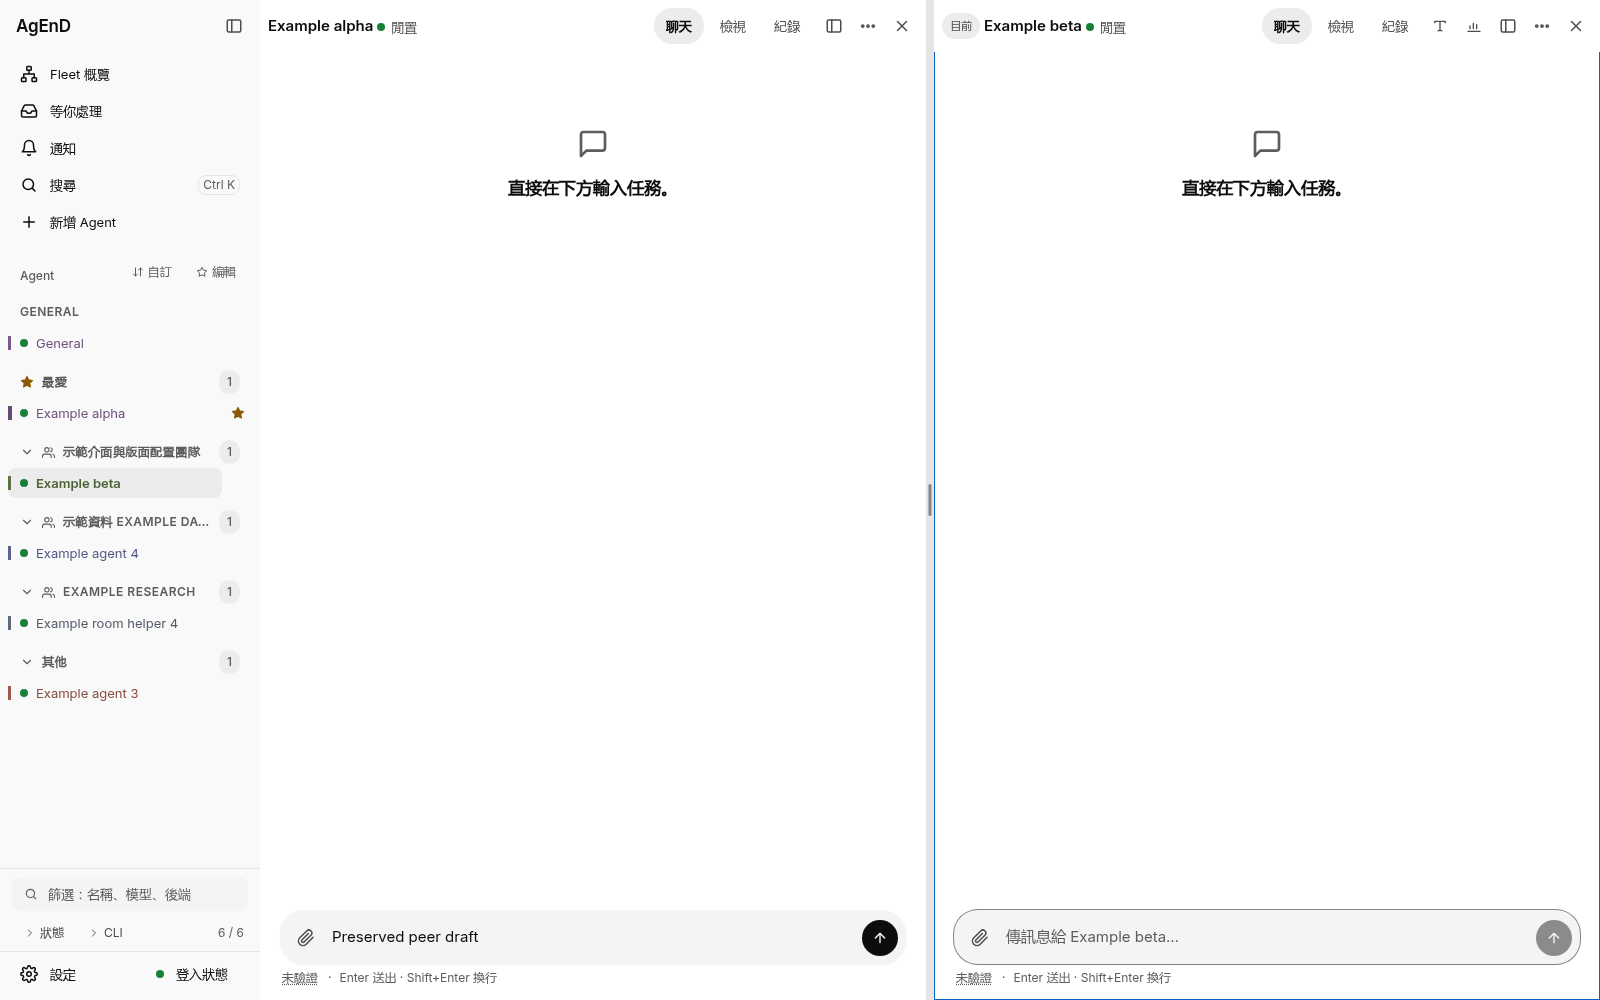 AgEnD
Fleet 概覽
等你處理
通知
搜尋 Ctrl K
新增 Agent
Agent 自訂 編輯
GENERAL
General
最愛 1
Example alpha
示範介面與版面配置團隊 1
Example beta
示範資料 EXAMPLE DA... 1
Example agent 4
EXAMPLE RESEARCH 1
Example room helper 4
其他 1
Example agent 3
篩選：名稱、模型、後端
狀態 CLI 6 / 6
設定 登入狀態
Example alpha 閒置 聊天 檢視 紀錄
直接在下方輸入任務。
Preserved peer draft
未驗證 · Enter 送出 · Shift+Enter 換行
目前 Example beta 閒置 聊天 檢視 紀錄
直接在下方輸入任務。
傳訊息給 Example beta...
未驗證 · Enter 送出 · Shift+Enter 換行